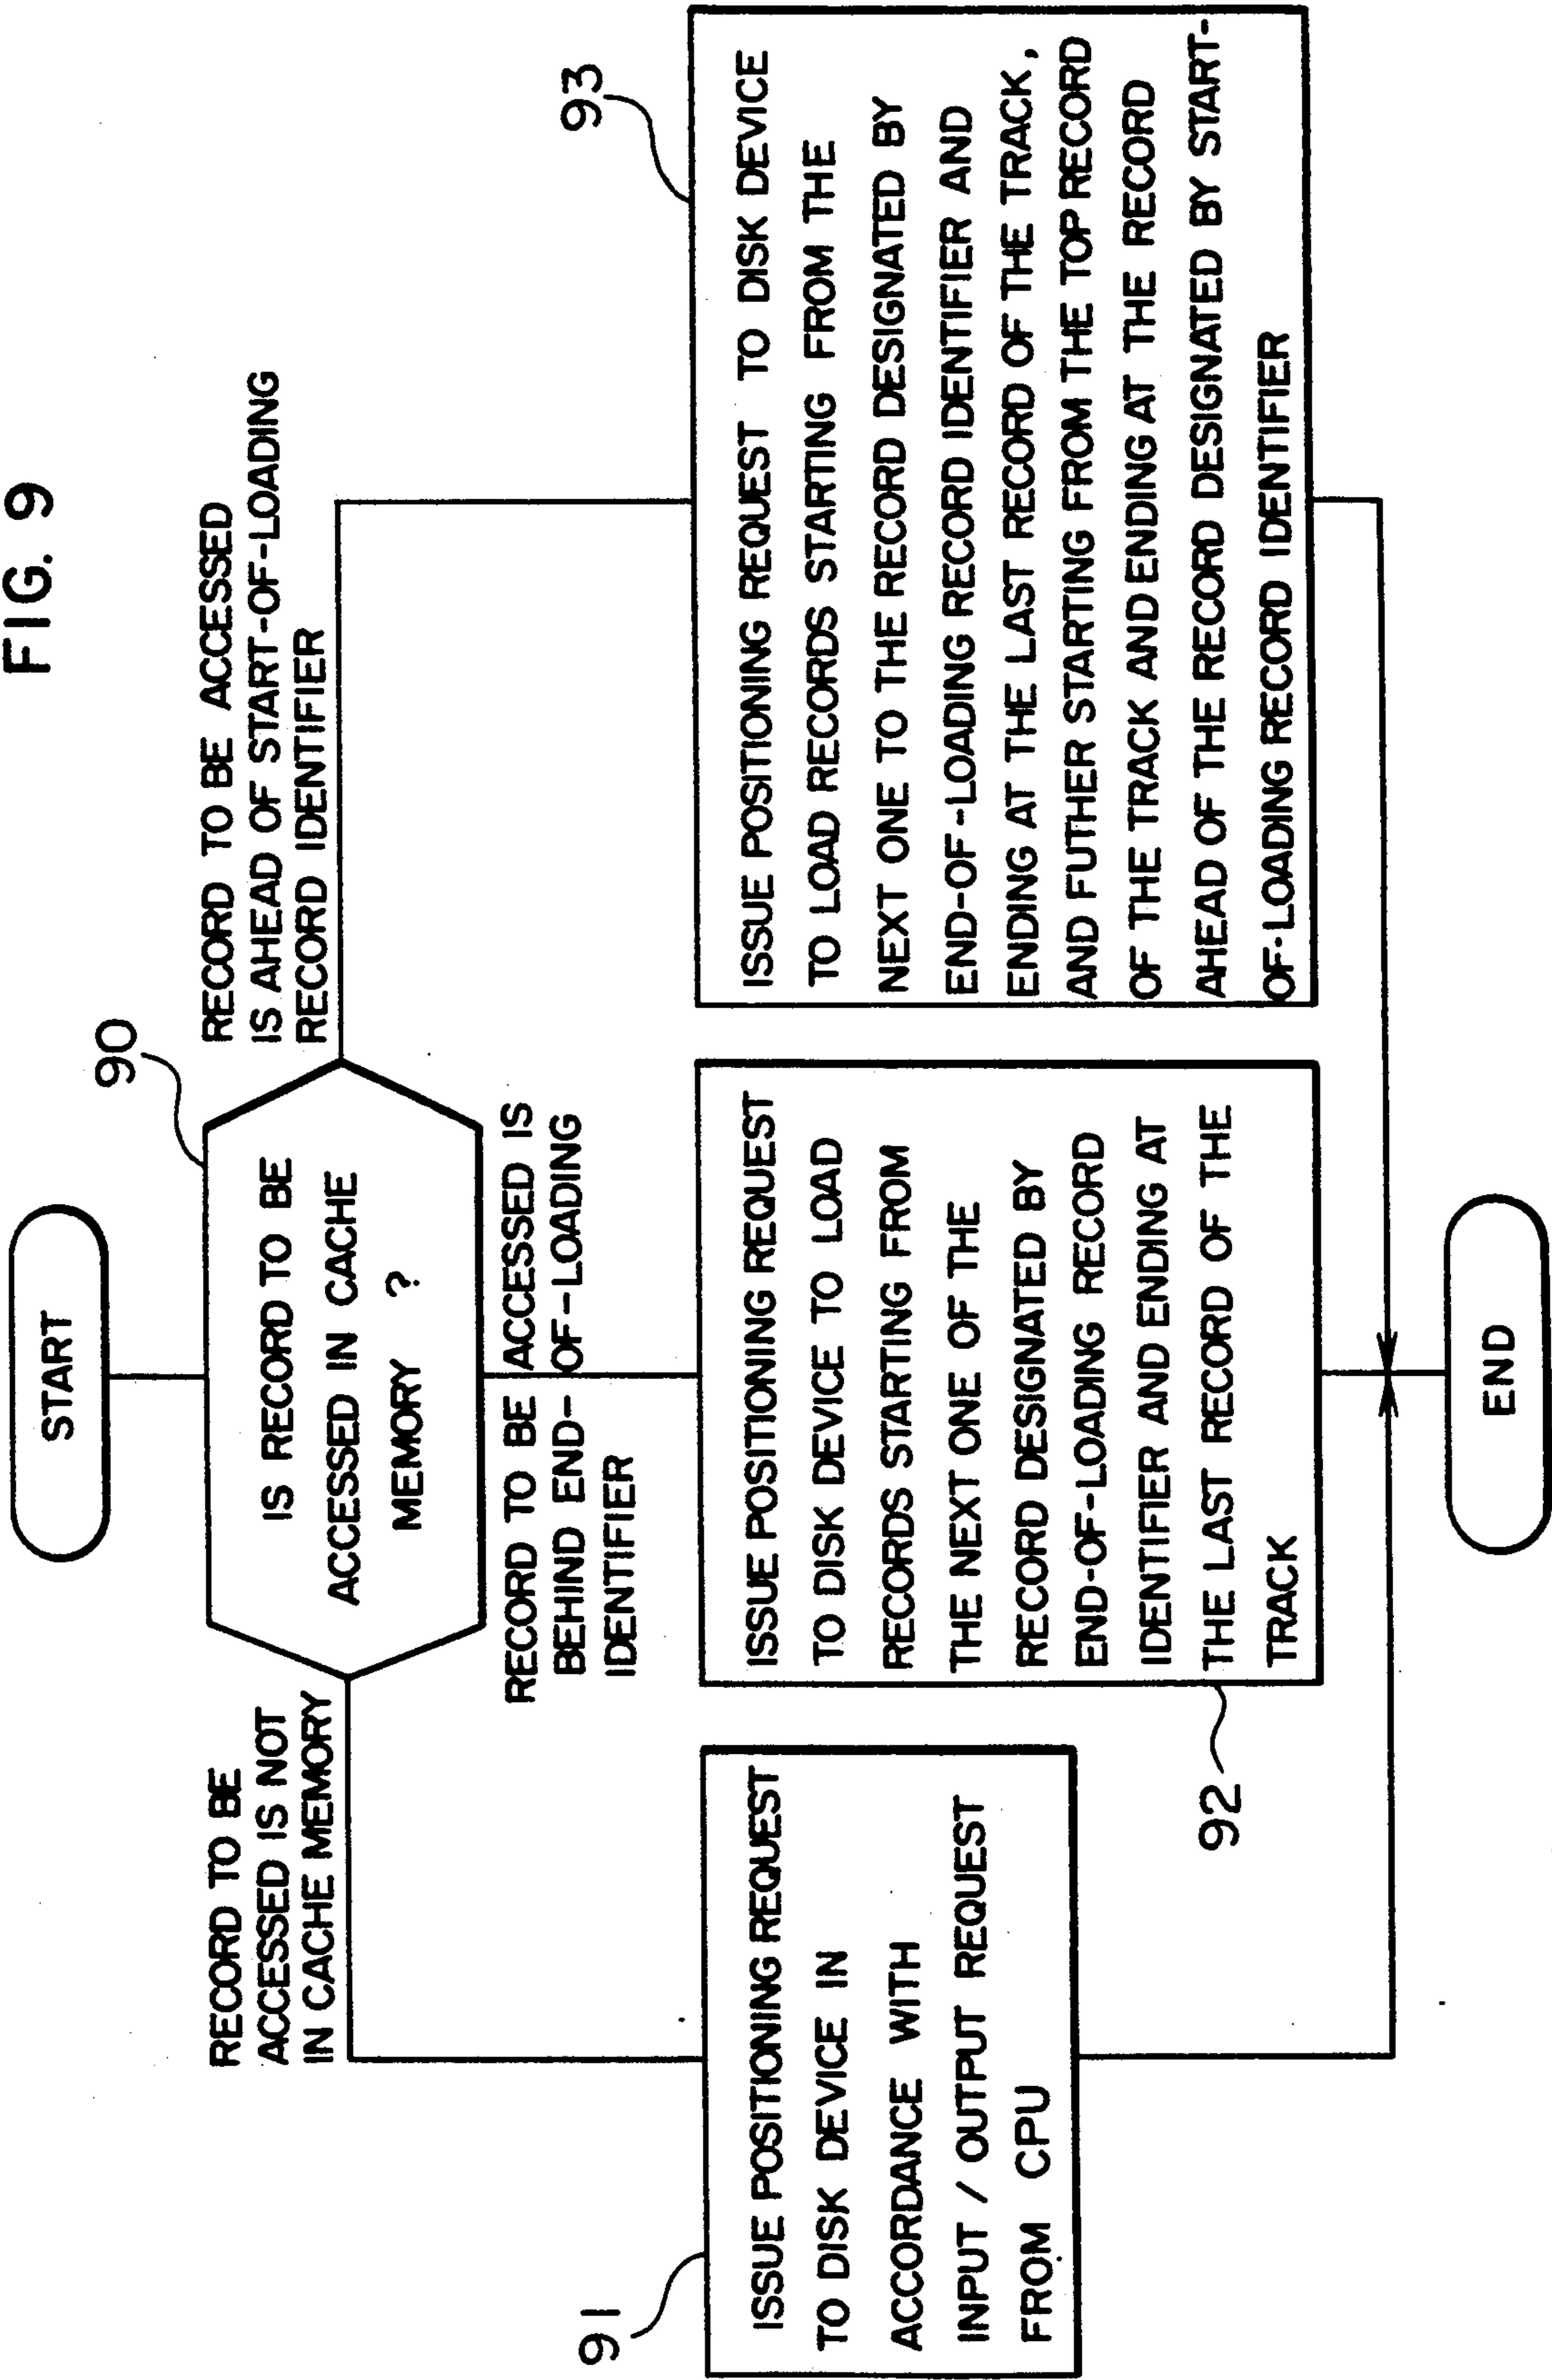 FIG. 9
START
90
IS RECORD TO BE
ACCESSED IN CACHE
MEMORY ?
RECORD TO BE
ACCESSED IS NOT
IN CACHE MEMORY
RECORD TO BE ACCESSED IS
BEHIND END-OF-LOADING
IDENTIFIER
RECORD TO BE ACCESSED
IS AHEAD OF START-OF-LOADING
RECORD IDENTIFIER
91
ISSUE POSITIONING REQUEST
TO DISK DEVICE IN
ACCORDANCE WITH
INPUT / OUTPUT REQUEST
FROM CPU
92
ISSUE POSITIONING REQUEST
TO DISK DEVICE TO LOAD
RECORDS STARTING FROM
THE NEXT ONE OF THE
RECORD DESIGNATED BY
END-OF-LOADING RECORD
IDENTIFIER AND ENDING AT
THE LAST RECORD OF THE
TRACK
93
ISSUE POSITIONING REQUEST TO DISK DEVICE
TO LOAD RECORDS STARTING FROM THE
NEXT ONE TO THE RECORD DESIGNATED BY
END-OF-LOADING RECORD IDENTIFIER AND
ENDING AT THE LAST RECORD OF THE TRACK,
AND FUTHER STARTING FROM THE TOP RECORD
OF THE TRACK AND ENDING AT THE RECORD
AHEAD OF THE RECORD DESIGNATED BY START-
OF-LOADING RECORD IDENTIFIER
END